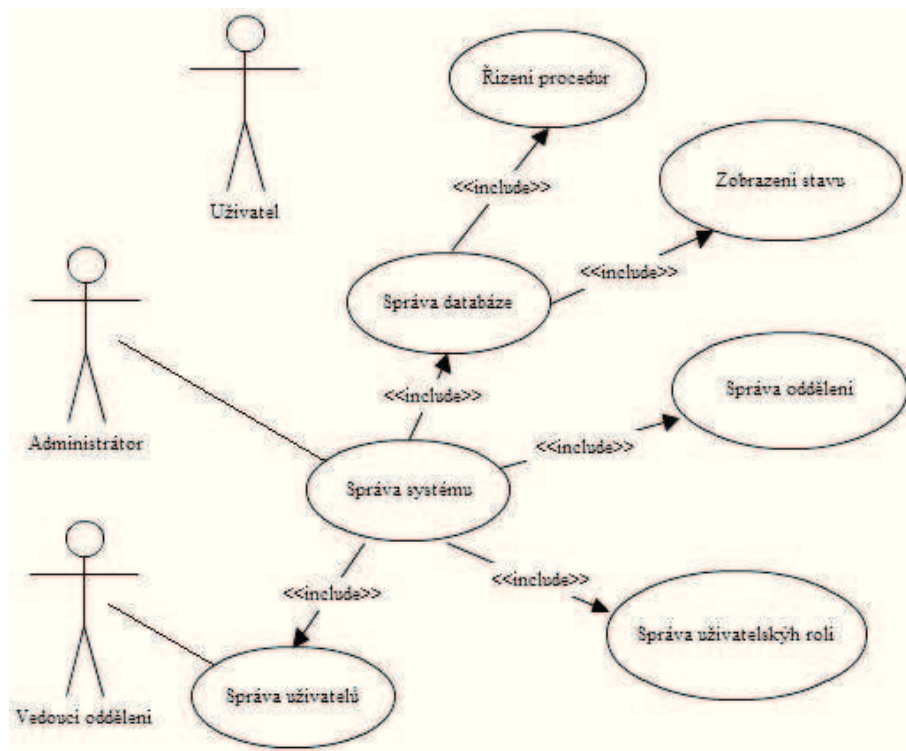 Řízení procedur
<<include>>
Zobrazení stavu
Uživatel
<<include>>
Správa databáze
<<include>>
Správa oddělení
Administrátor
<<include>>
Správa systému
<<include>>
<<include>>
Správa uživatelskýh rolí
Správa uživatelů
Vedoucí oddělení